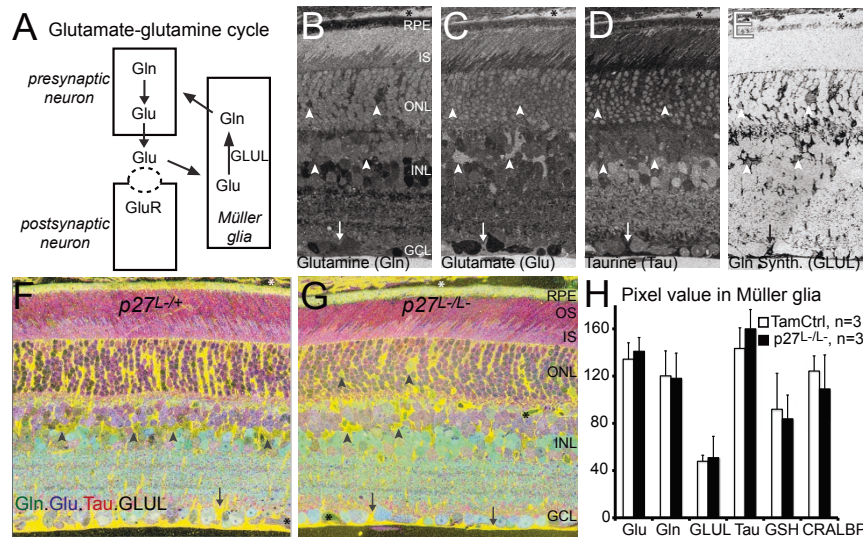 A Glutamate-glutamine cycle
presynaptic
neuron
Gln
Glu
Glu
GluR
postsynaptic
neuron
Gln
GLUL
Glu
Müller
glia
B
*
RPE
IS
ONL
INL
GCL
Glutamine (Gln)
C
*
Glutamate (Glu)
D
*
Taurine (Tau)
E
*
Gln Synth. (GLUL)
F
p27L-/+
*
*
Gln.Glu.Tau.GLUL
G
p27L-/L-
*
RPE
OS
IS
ONL
*
INL
*
GCL
H Pixel value in Müller glia
TamCtrl, n=3
p27L-/L-, n=3
160
120
80
40
0
Glu Gln GLUL Tau GSH CRALBP